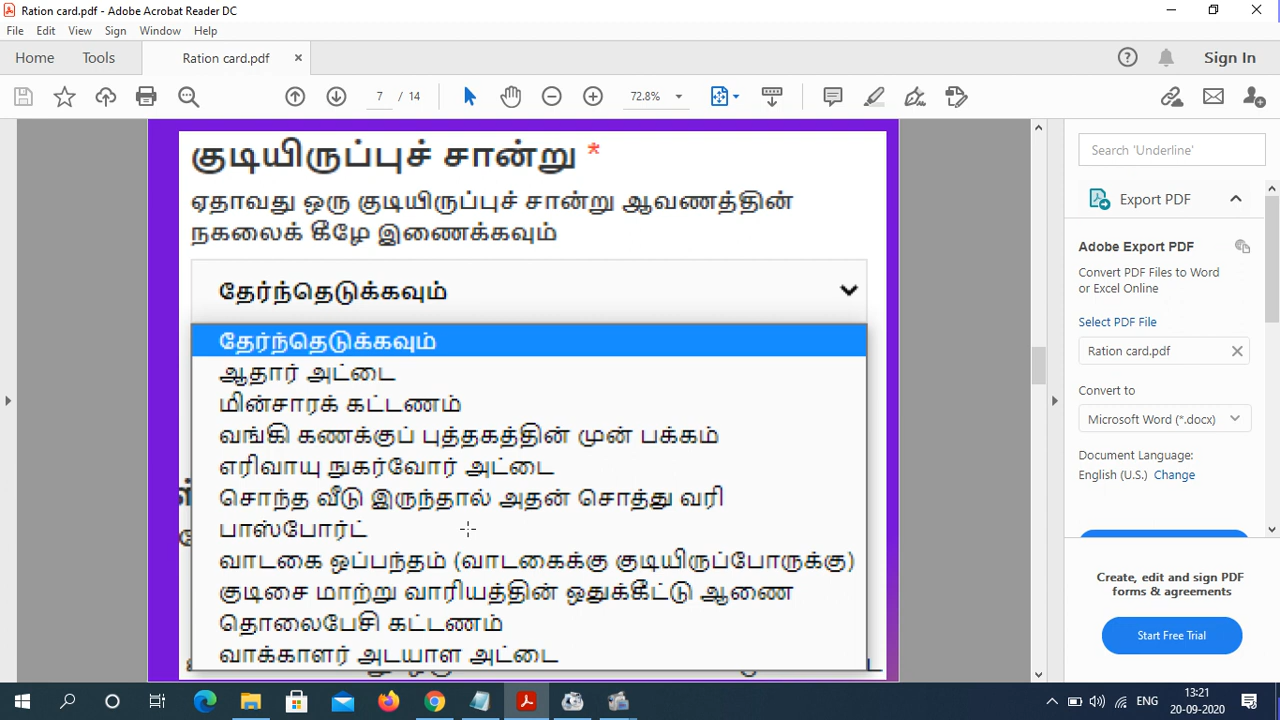 Ration card.pdf - Adobe Acrobat Reader DC
File Edit View Sign Window Help
Home Tools Ration card.pdf × Sign In
7 / 14 72.8%
குடியிருப்புச் சான்று *
ஏதாவது ஒரு குடியிருப்புச் சான்று ஆவணத்தின்
நகலைக் கீழே இணைக்கவும்
தேர்ந்தெடுக்கவும்
தேர்ந்தெடுக்கவும்
ஆதார் அட்டை
மின்சாரக் கட்டணம்
வங்கி கணக்குப் புத்தகத்தின் முன் பக்கம்
எரிவாயு நுகர்வோர் அட்டை
சொந்த வீடு இருந்தால் அதன் சொத்து வரி
பாஸ்போர்ட்
வாடகை ஒப்பந்தம் (வாடகைக்கு குடியிருப்போருக்கு)
குடிசை மாற்று வாரியத்தின் ஒதுக்கீட்டு ஆணை
தொலைபேசி கட்டணம்
வாக்காளர் அடயாள அட்டை
Search 'Underline'
Export PDF
Adobe Export PDF
Convert PDF Files to Word
or Excel Online
Select PDF File
Ration card.pdf
Convert to
Microsoft Word (*.docx)
Document Language:
English (U.S.) Change
Create, edit and sign PDF
forms & agreements
Start Free Trial
ENG
13:21
20-09-2020